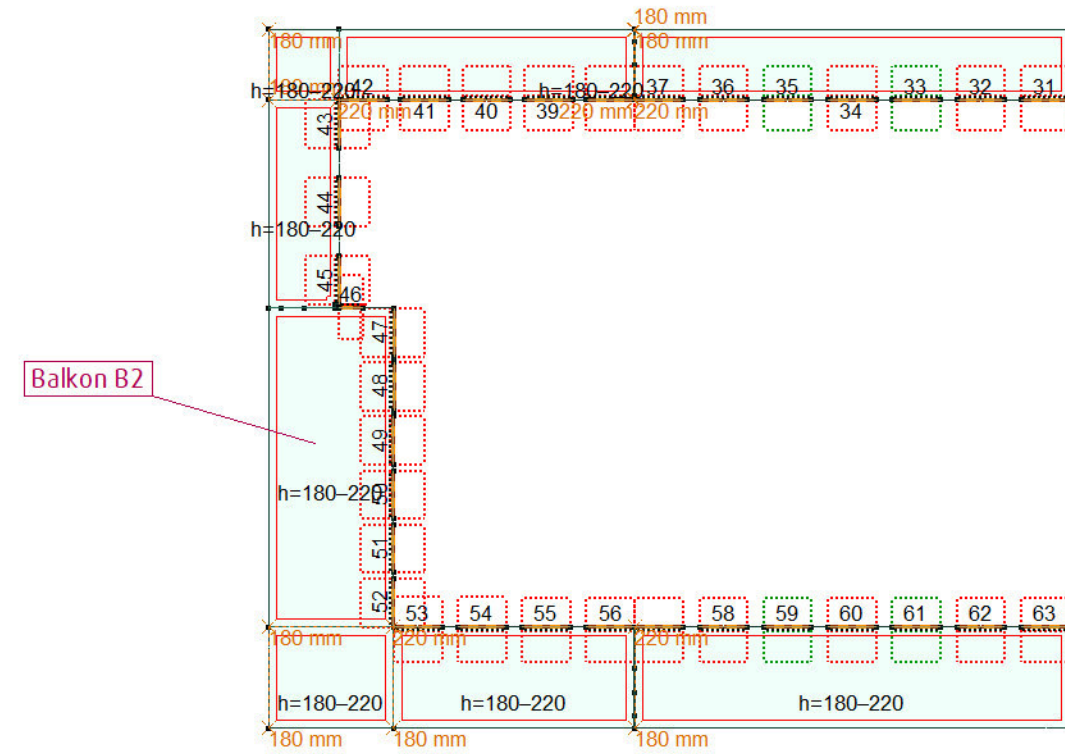 180 mm
180 mm 180 mm
h=180–220 42 h=180–220 37 36 35 33 32 31
220 mm 41 40 39 220 mm 220 mm 34
43
44
h=180–220
45
46
47
Balkon B2
48
49
h=180–220 50
51
52
53 54 55 56 58 59 60 61 62 63
180 mm 220 mm 220 mm
h=180–220 h=180–220 h=180–220
180 mm 180 mm 180 mm